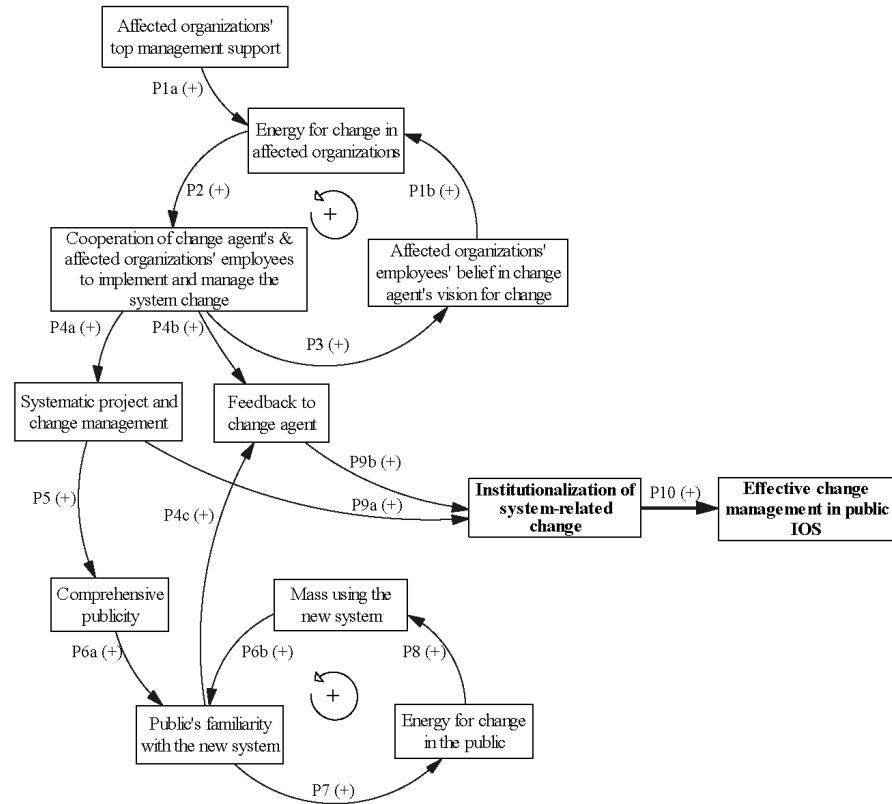 Affected organizations'
top management support
P1a (+)
Energy for change in
affected organizations
P2 (+)
+
P1b (+)
Cooperation of change agent's &
affected organizations' employees
to implement and manage the
system change
Affected organizations'
employees' belief in change
agent's vision for change
P4a (+)
P4b (+)
P3 (+)
Systematic project and
change management
Feedback to
change agent
P9b (+)
P5 (+)
P4c (+)
P9a (+)
Institutionalization of
system-related
change
P10 (+)
Effective change
management in public
IOS
Comprehensive
publicity
Mass using the
new system
P6a (+)
P6b (+)
P8 (+)
+
Public's familiarity
with the new system
Energy for change
in the public
P7 (+)